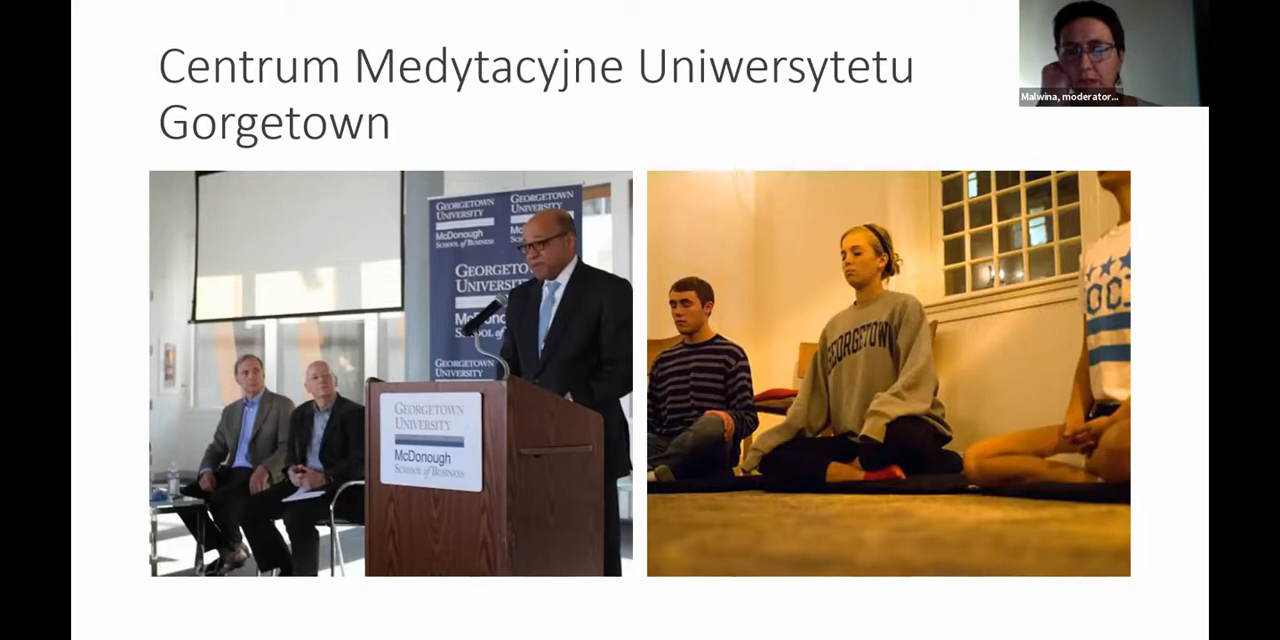 Centrum Medytacyjne Uniwersytetu
Gorgetown
Malwina, moderator...
GEORGETOWN
UNIVERSITY
McDonough
SCHOOL of BUSINESS
GEORGETOWN
UNIVERSITY
McDonough
SCHOOL of BUSINESS
GEORGETOWN
UNIVERSITY
GEORGETOWN
UNIVERSITY
McDonough
SCHOOL of BUSINESS
GEORGETOWN